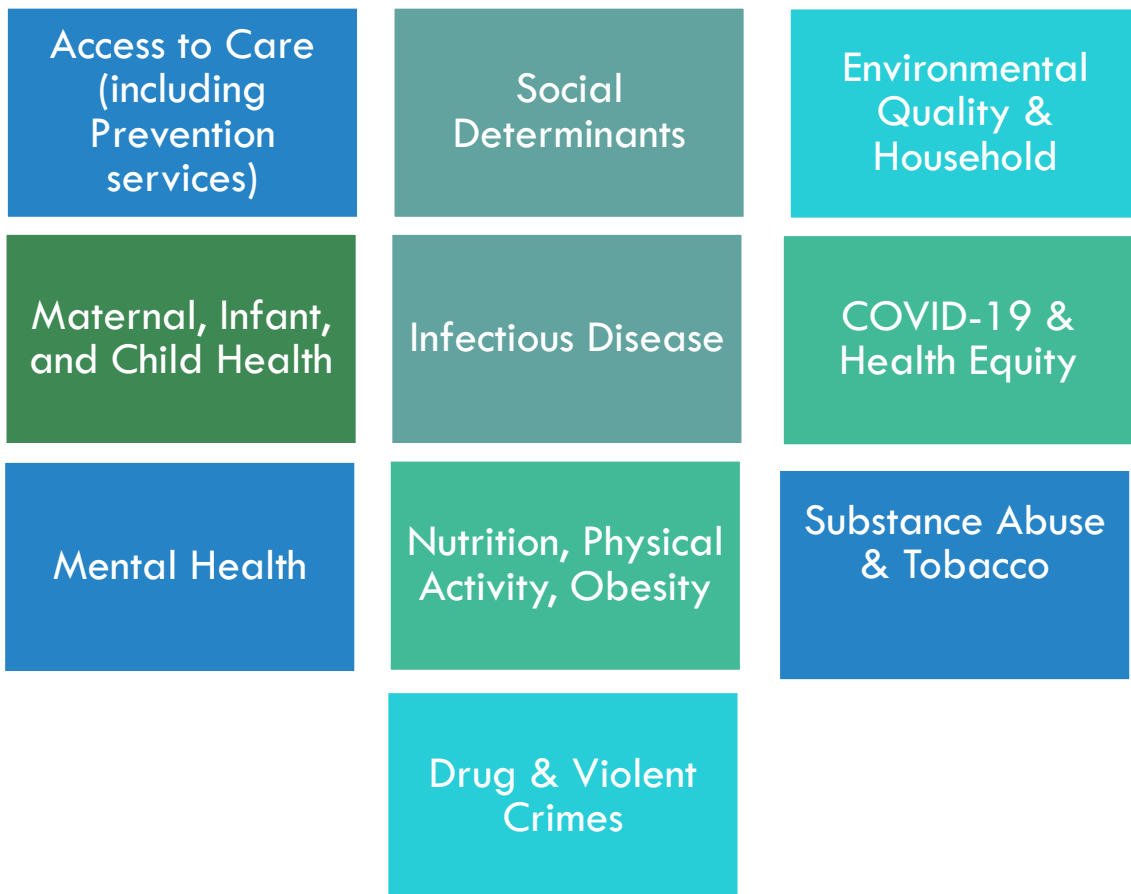 Access to Care
(including
Prevention
services)
Social
Determinants
Environmental
Quality &
Household
Maternal, Infant,
and Child Health
Infectious Disease
COVID-19 &
Health Equity
Mental Health
Nutrition, Physical
Activity, Obesity
Substance Abuse
& Tobacco
Drug & Violent
Crimes